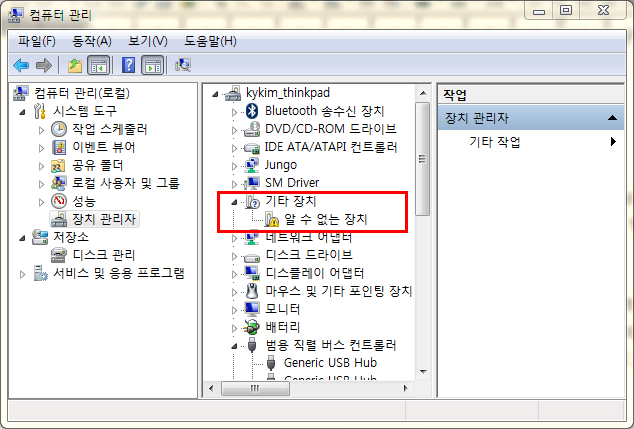 컴퓨터 관리
파일(F) 동작(A) 보기(V) 도움말(H)
컴퓨터 관리(로컬)
시스템 도구
작업 스케줄러
이벤트 뷰어
공유 폴더
로컬 사용자 및 그룹
성능
장치 관리자
저장소
디스크 관리
서비스 및 응용 프로그램
kykim_thinkpad
Bluetooth 송수신 장치
DVD/CD-ROM 드라이브
IDE ATA/ATAPI 컨트롤러
Jungo
SM Driver
기타 장치
알 수 없는 장치
네트워크 어댑터
디스크 드라이브
디스플레이 어댑터
마우스 및 기타 포인팅 장치
모니터
배터리
범용 직렬 버스 컨트롤러
Generic USB Hub
Generic USB Hub
작업
장치 관리자
기타 작업